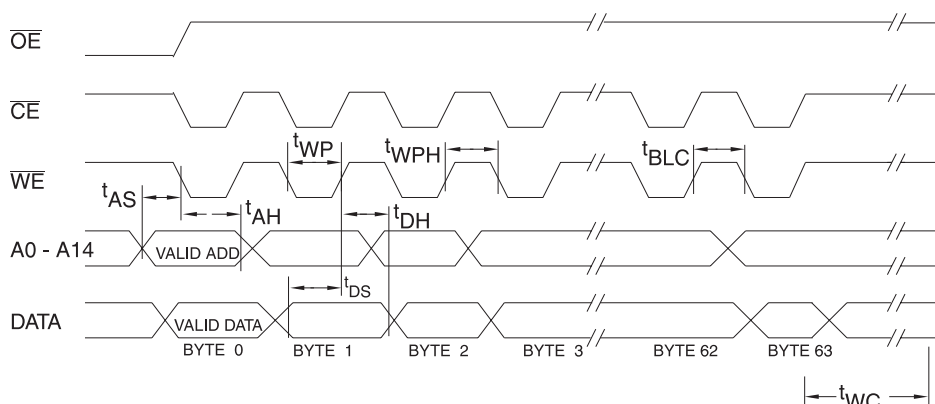 OE
CE
tWP
tWPH
tBLC
WE
tAS
tAH
tDH
A0 - A14
VALID ADD
tDS
DATA
VALID DATA
BYTE 0
BYTE 1
BYTE 2
BYTE 3
BYTE 62
BYTE 63
tWC